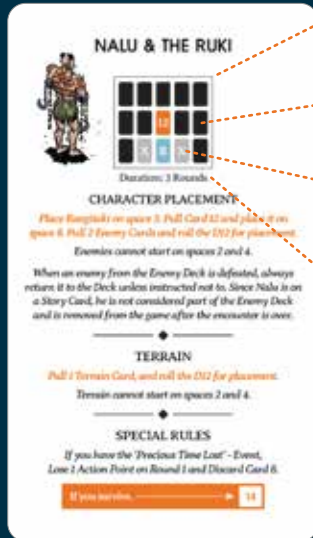 NALU & THE RUKI
12
X X
Duration: 3 Rounds
CHARACTER PLACEMENT
Place Rangitaki on space 3. Pull Card 12 and place it on
space 8. Pull 2 Enemy Cards and roll the D12 for placement.
Enemies cannot start on spaces 2 and 4.
When an enemy from the Enemy Deck is defeated, always
return it to the Deck unless instructed not to. Since Nalu is on
a Story Card, he is not considered part of the Enemy Deck
and is removed from the game after the encounter is over.
TERRAIN
Pull 1 Terrain Card, and roll the D12 for placement.
Terrain cannot start on spaces 2 and 4.
SPECIAL RULES
If you have the 'Precious Time Lost' - Event,
Lose 1 Action Point on Round 1 and Discard Card 6.
If you survive, 14